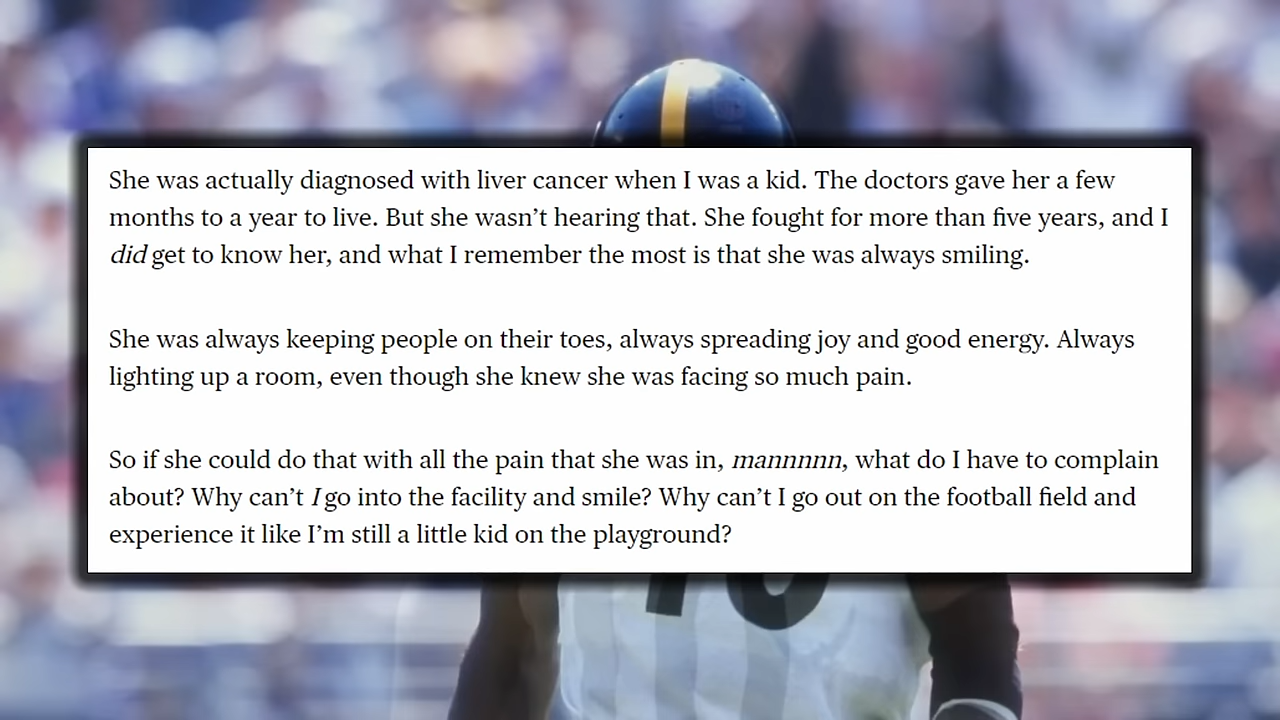 She was actually diagnosed with liver cancer when I was a kid. The doctors gave her a few
months to a year to live. But she wasn’t hearing that. She fought for more than five years, and I
did get to know her, and what I remember the most is that she was always smiling.
She was always keeping people on their toes, always spreading joy and good energy. Always
lighting up a room, even though she knew she was facing so much pain.
So if she could do that with all the pain that she was in, mannnnn, what do I have to complain
about? Why can’t I go into the facility and smile? Why can’t I go out on the football field and
experience it like I’m still a little kid on the playground?